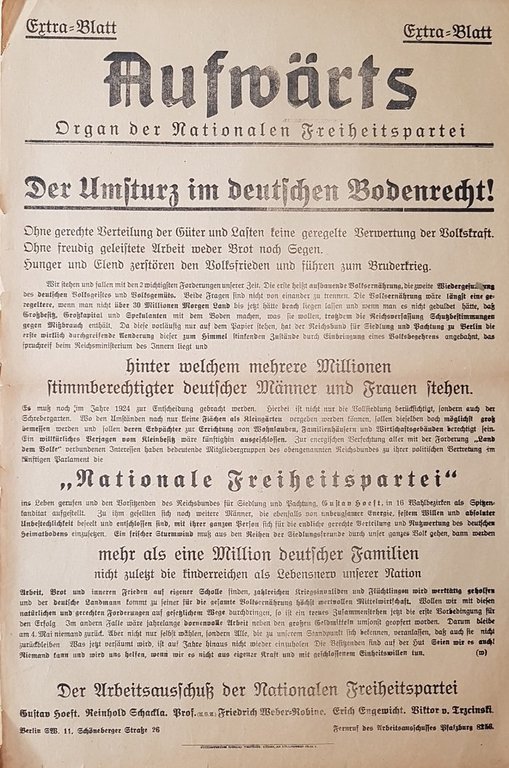 Extra-Blatt
Extra-Blatt
Aufwärts
Organ der Nationalen Freiheitspartei
Der Umsturz im deutschen Bodenrecht!
Ohne gerechte Verteilung der Güter und Lasten keine geregelte Verwertung der Volkskraft.
Ohne freudig geleistete Arbeit weder Brot noch Segen.
Hunger und Elend zerstören den Volksfrieden und führen zum Bruderkrieg.
Wir stehen und fallen mit den 2 wichtigsten Forderungen unserer Zeit. Die erste heißt aufbauende Volksernährung, die zweite Wiedergesundung
des deutschen Volksgeistes und Volksgemüts. Beide Fragen sind nicht von einander zu trennen. Die Volksernährung wäre längst eine ge-
regeltere, wenn man nicht über 30 Millionen Morgen Land bis jetzt hätte brach liegen lassen und wenn man es nicht geduldet hätte, daß
Großbesitz, Großkapital und Spekulanten mit dem Boden machen, was sie wollen, trotzdem die Reichsverfassung Schutzbestimmungen
gegen Mißbrauch enthält. Da diese vorläufig nur auf dem Papier stehen, hat der Reichsbund für Siedlung und Pachtung zu Berlin die
erste wirklich durchgreifende Aenderung dieser zum Himmel stinkenden Zustände durch Einbringung eines Volksbegehrens angebahnt, das
spruchreif beim Reichsministerium des Innern liegt und
hinter welchem mehrere Millionen
stimmberechtigter deutscher Männer und Frauen stehen.
Es muß noch im Jahre 1924 zur Entscheidung gebracht werden. Hierbei ist nicht nur die Vollsiedlung berücksichtigt, sondern auch der
Schrebergarten. Wo den Umständen nach nur kleine Flächen als Kleingärten vergeben werden können, sollen dieselben doch möglichst groß
bemessen werden und sollen deren Erdpächter zur Errichtung von Wohnlauben, Familienhäusern und Wirtschaftsgebäuden berechtigt sein.
Ein willkürliches Verjagen vom Kleinbesitz wäre künftighin ausgeschlossen. Zur energischen Verfechtung aller mit der Forderung „Land
dem Volke" verbundenen Interessen haben bedeutende Mitgliedergruppen des obengenannten Reichsbundes zu ihrer politischen Vertretung im
künftigen Parlament die
„Nationale Freiheitspartei"
ins Leben gerufen und den Vorsitzenden des Reichsbundes für Siedlung und Pachtung, Gustav Hoeft, in 16 Wahlbezirken als Spitzen-
kandidat aufgestellt. Zu ihm gesellten sich noch weitere Männer, die ebenfalls von unbeugsamer Energie, festem Willen und absoluter
Unbestechlichkeit beseelt und entschlossen sind, mit ihrer ganzen Person sich für die endliche gerechte Verteilung und Nutzwertung des deutschen
Heimatbodens einzusetzen. Ein frischer Sturmwind muß aus den Reihen der Siedlungsfreunde durch unser ganzes Volk gehen, dann werden
mehr als eine Million deutscher Familien
nicht zuletzt die kinderreichen als Lebensnerv unserer Nation
Arbeit, Brot und inneren Frieden auf eigener Scholle finden, zahlreichen Kriegsinvaliden und Flüchtlingen wird werktätig geholfen
und der deutsche Landmann kommt zu seiner für die gesamte Volksernährung höchst wertvollen Mitwirkschaft. Wollen wir mit diesen
natürlichen und gerechten Forderungen auf gesetzlichem Wege durchdringen, so ist ein treues Zusammenstehen jetzt die erste Vorbedingung für
den Erfolg. Im andern Falle wäre jahrelange dornenvolle Arbeit neben den großen Geldmitteln umsonst geopfert worden. Darum bleibe
am 4. Mai niemand zurück. Aber nicht nur selbst wählen, sondern Alle, die zu unserem Standpunkt sich bekennen, veranlassen, daß auch sie nicht
zurückbleiben. Was jetzt versäumt wird, ist auf Jahre hinaus nicht wieder einzuholen. Die Besitzenden sind auf der Hut. Seien wir es auch!
Niemand kann und wird uns helfen, wenn wir es nicht aus eigener Kraft und mit geschlossenem Einheitswillen tun. (w)
Der Arbeitsausschuß der Nationalen Freiheitspartei
Gustav Hoeft. Reinhold Schackla. Prof. Friedrich Weber-Robine. Erich Engewicht. Viktor v. Trzcinski.
Berlin SW. 11, Schöneberger Straße 26 Fernruf des Arbeitsausschusses Pfalzburg 8256.